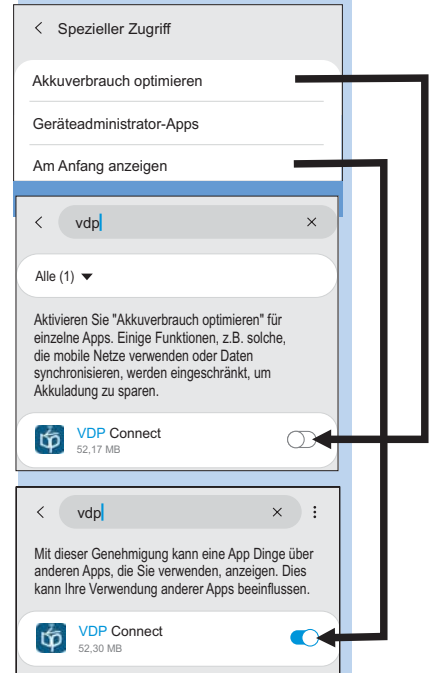 Spezieller Zugriff
Akkuverbrauch optimieren
Geräteadministrator-Apps
Am Anfang anzeigen
vdp
Alle (1)
Aktivieren Sie "Akkuverbrauch optimieren" für
einzelne Apps. Einige Funktionen, z.B. solche,
die mobile Netze verwenden oder Daten
synchronisieren, werden eingeschränkt, um
Akkuladung zu sparen.
VDP Connect
52,17 MB
vdp
Mit dieser Genehmigung kann eine App Dinge über
anderen Apps, die Sie verwenden, anzeigen. Dies
kann Ihre Verwendung anderer Apps beeinflussen.
VDP Connect
52,30 MB